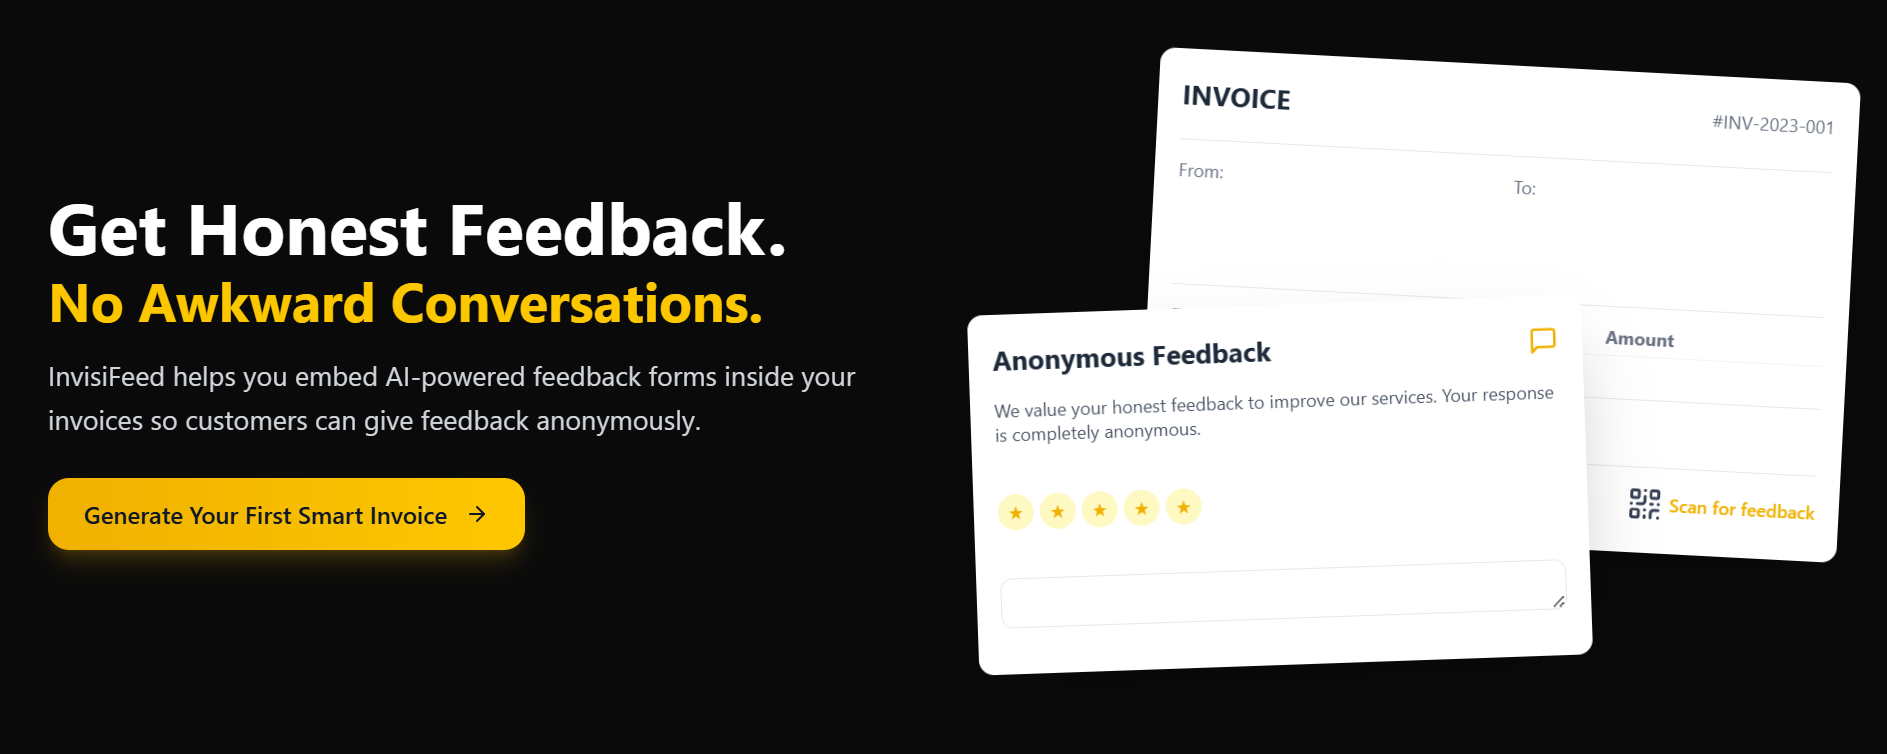 Get Honest Feedback.
No Awkward Conversations.
InvisiFeed helps you embed AI-powered feedback forms inside your
invoices so customers can give feedback anonymously.
Generate Your First Smart Invoice
INVOICE
#INV-2023-001
From:
To:
Amount
Scan for feedback
Anonymous Feedback
We value your honest feedback to improve our services. Your response
is completely anonymous.